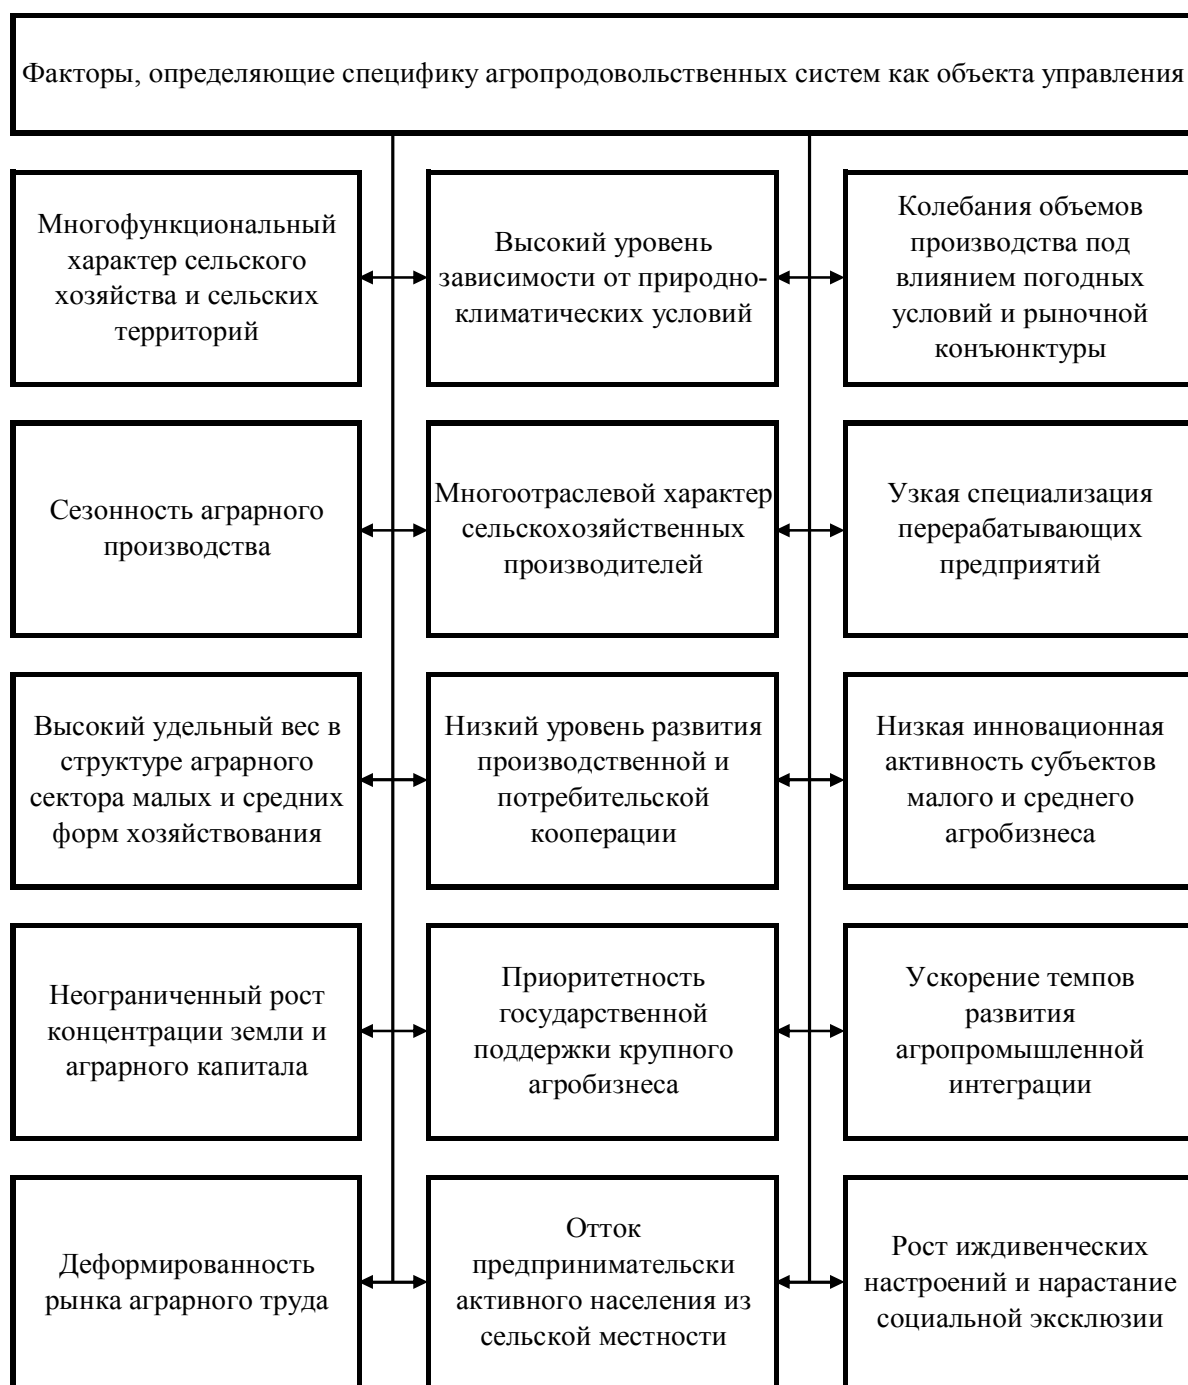 Факторы, определяющие специфику агропродовольственных систем как объекта управления
Многофункциональный
характер сельского
хозяйства и сельских
территорий
Высокий уровень
зависимости от природно-
климатических условий
Колебания объемов
производства под
влиянием погодных
условий и рыночной
конъюнктуры
Сезонность аграрного
производства
Многоотраслевой характер
сельскохозяйственных
производителей
Узкая специализация
перерабатывающих
предприятий
Высокий удельный вес в
структуре аграрного
сектора малых и средних
форм хозяйствования
Низкий уровень развития
производственной и
потребительской
кооперации
Низкая инновационная
активность субъектов
малого и среднего
агробизнеса
Неограниченный рост
концентрации земли и
аграрного капитала
Приоритетность
государственной
поддержки крупного
агробизнеса
Ускорение темпов
развития
агропромышленной
интеграции
Деформированность
рынка аграрного труда
Отток
предпринимательски
активного населения из
сельской местности
Рост иждивенческих
настроений и нарастание
социальной эксклюзии